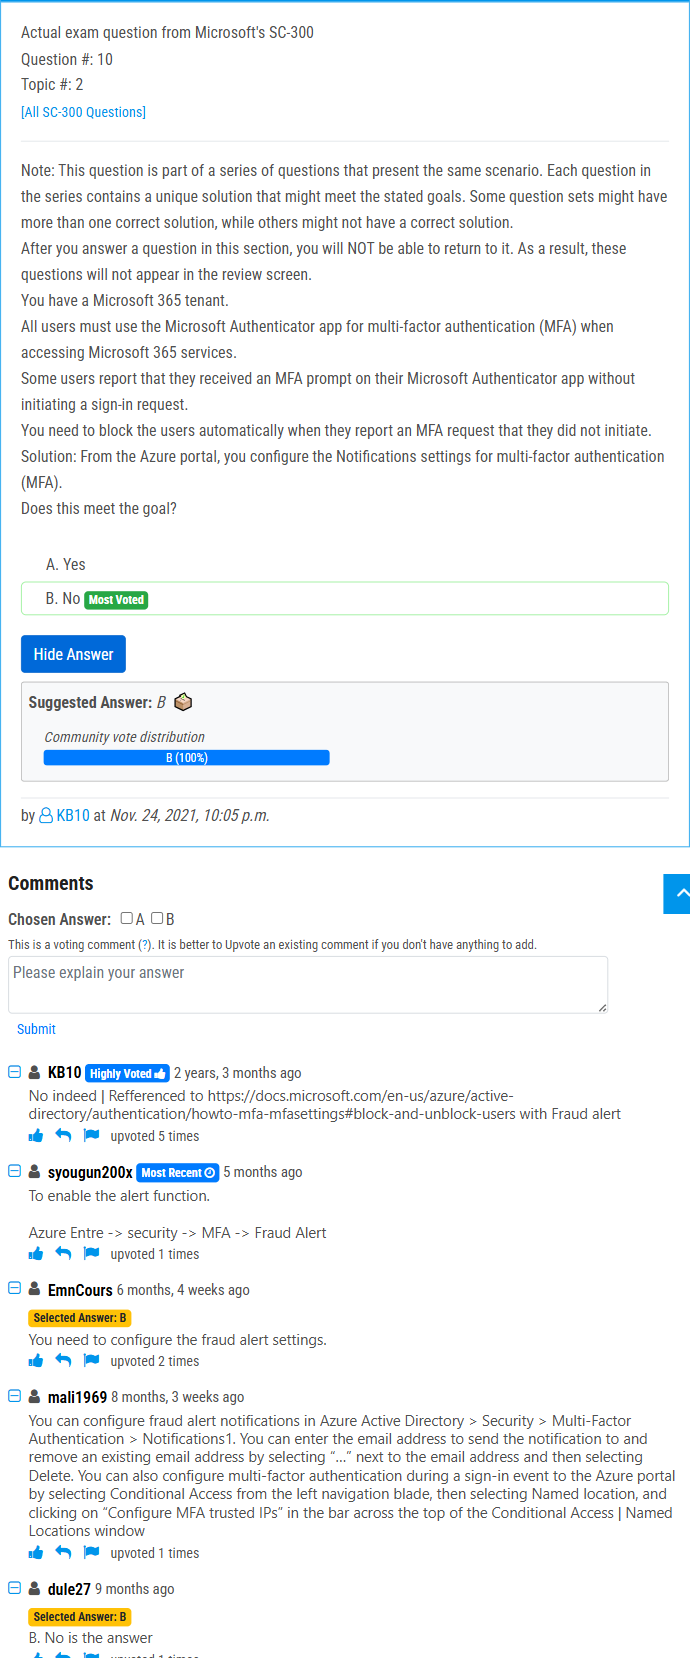 Actual exam question from Microsoft's SC-300
Question #: 10
Topic #: 2
[All SC-300 Questions]
Note: This question is part of a series of questions that present the same scenario. Each question in
the series contains a unique solution that might meet the stated goals. Some question sets might have
more than one correct solution, while others might not have a correct solution.
After you answer a question in this section, you will NOT be able to return to it. As a result, these
questions will not appear in the review screen.
You have a Microsoft 365 tenant.
All users must use the Microsoft Authenticator app for multi-factor authentication (MFA) when
accessing Microsoft 365 services.
Some users report that they received an MFA prompt on their Microsoft Authenticator app without
initiating a sign-in request.
You need to block the users automatically when they report an MFA request that they did not initiate.
Solution: From the Azure portal, you configure the Notifications settings for multi-factor authentication
(MFA).
Does this meet the goal?
A. Yes
B. No Most Voted
Hide Answer
Suggested Answer: B
Community vote distribution
B (100%)
by KB10 at Nov. 24, 2021, 10:05 p.m.
Comments
Chosen Answer: A B
This is a voting comment (?). It is better to Upvote an existing comment if you don't have anything to add.
Please explain your answer
Submit
KB10 Highly Voted 2 years, 3 months ago
No indeed | Refferenced to https://docs.microsoft.com/en-us/azure/active-
directory/authentication/howto-mfa-mfasettings#block-and-unblock-users with Fraud alert
upvoted 5 times
syougun200x Most Recent 5 months ago
To enable the alert function.
Azure Entre -> security -> MFA -> Fraud Alert
upvoted 1 times
EmnCours 6 months, 4 weeks ago
Selected Answer: B
You need to configure the fraud alert settings.
upvoted 2 times
mali1969 8 months, 3 weeks ago
You can configure fraud alert notifications in Azure Active Directory > Security > Multi-Factor
Authentication > Notifications1. You can enter the email address to send the notification to and
remove an existing email address by selecting “…” next to the email address and then selecting
Delete. You can also configure multi-factor authentication during a sign-in event to the Azure portal
by selecting Conditional Access from the left navigation blade, then selecting Named location, and
clicking on “Configure MFA trusted IPs” in the bar across the top of the Conditional Access | Named
Locations window
upvoted 1 times
dule27 9 months ago
Selected Answer: B
B. No is the answer